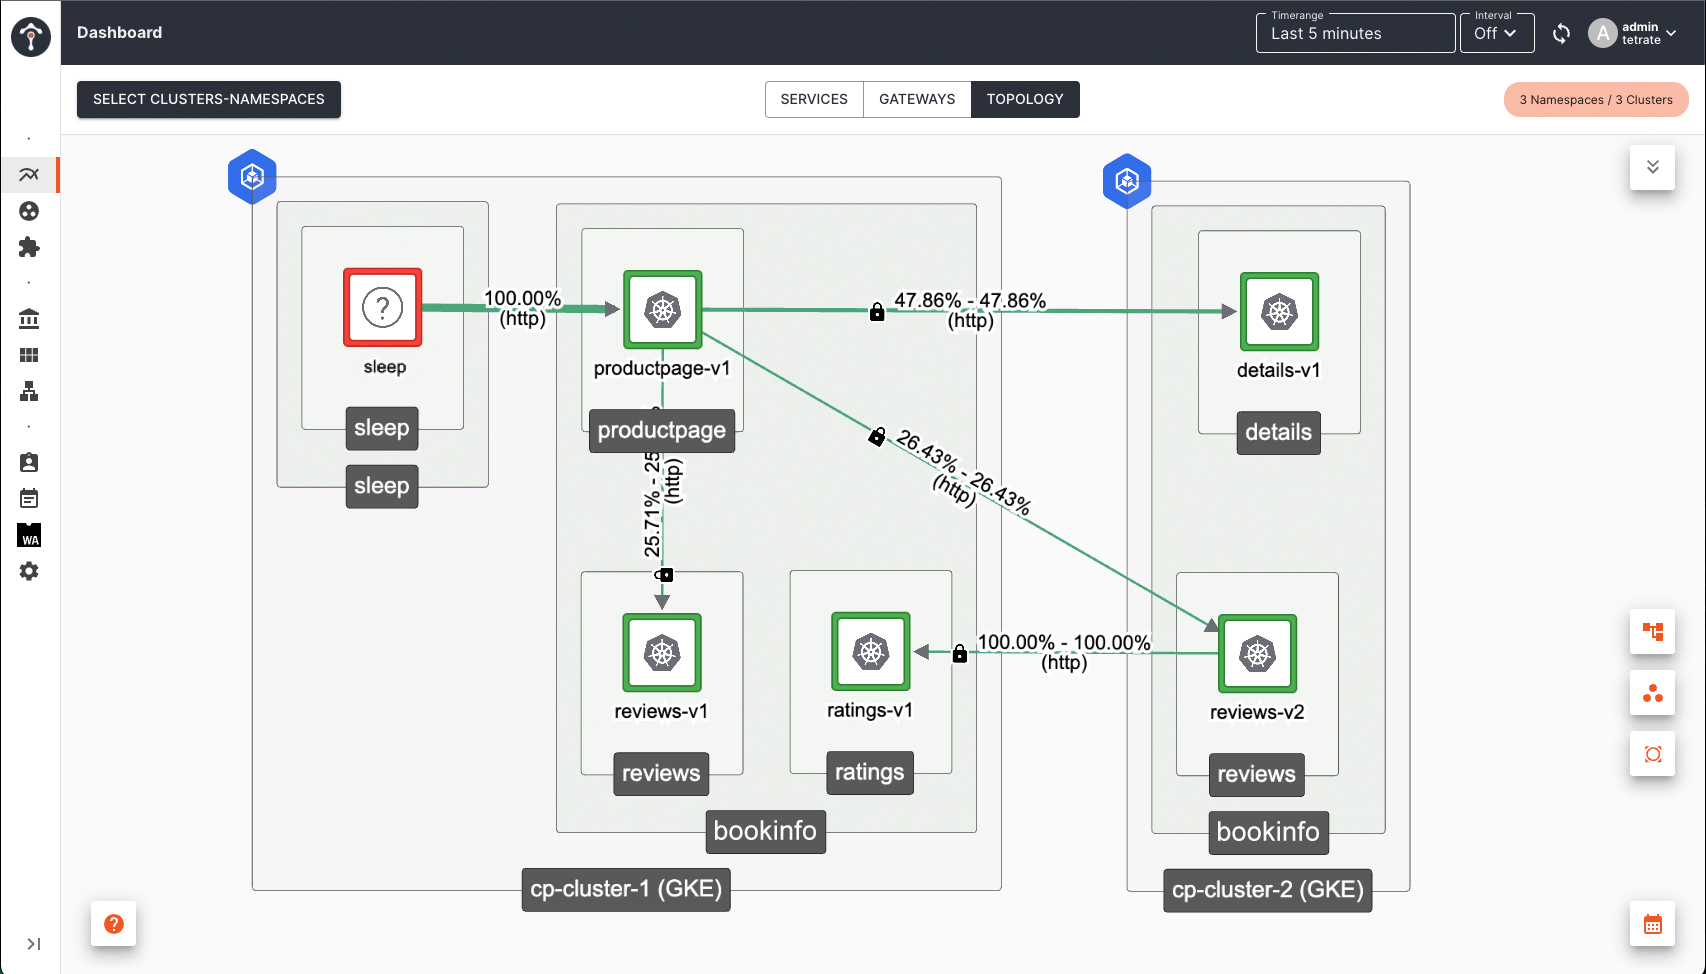 Dashboard
Timerange
Last 5 minutes
Interval
Off
A
admin
tetrate
SELECT CLUSTERS-NAMESPACES
SERVICES
GATEWAYS
TOPOLOGY
3 Namespaces / 3 Clusters
WA
?
sleep
sleep
sleep
100.00%
(http)
productpage-v1
productpage
47.86% - 47.86%
(http)
details-v1
details
26.43% - 26.43%
(http)
25.71% - 25
(http)
reviews-v1
reviews
ratings-v1
ratings
100.00% - 100.00%
(http)
reviews-v2
reviews
bookinfo
bookinfo
cp-cluster-1 (GKE)
cp-cluster-2 (GKE)
?